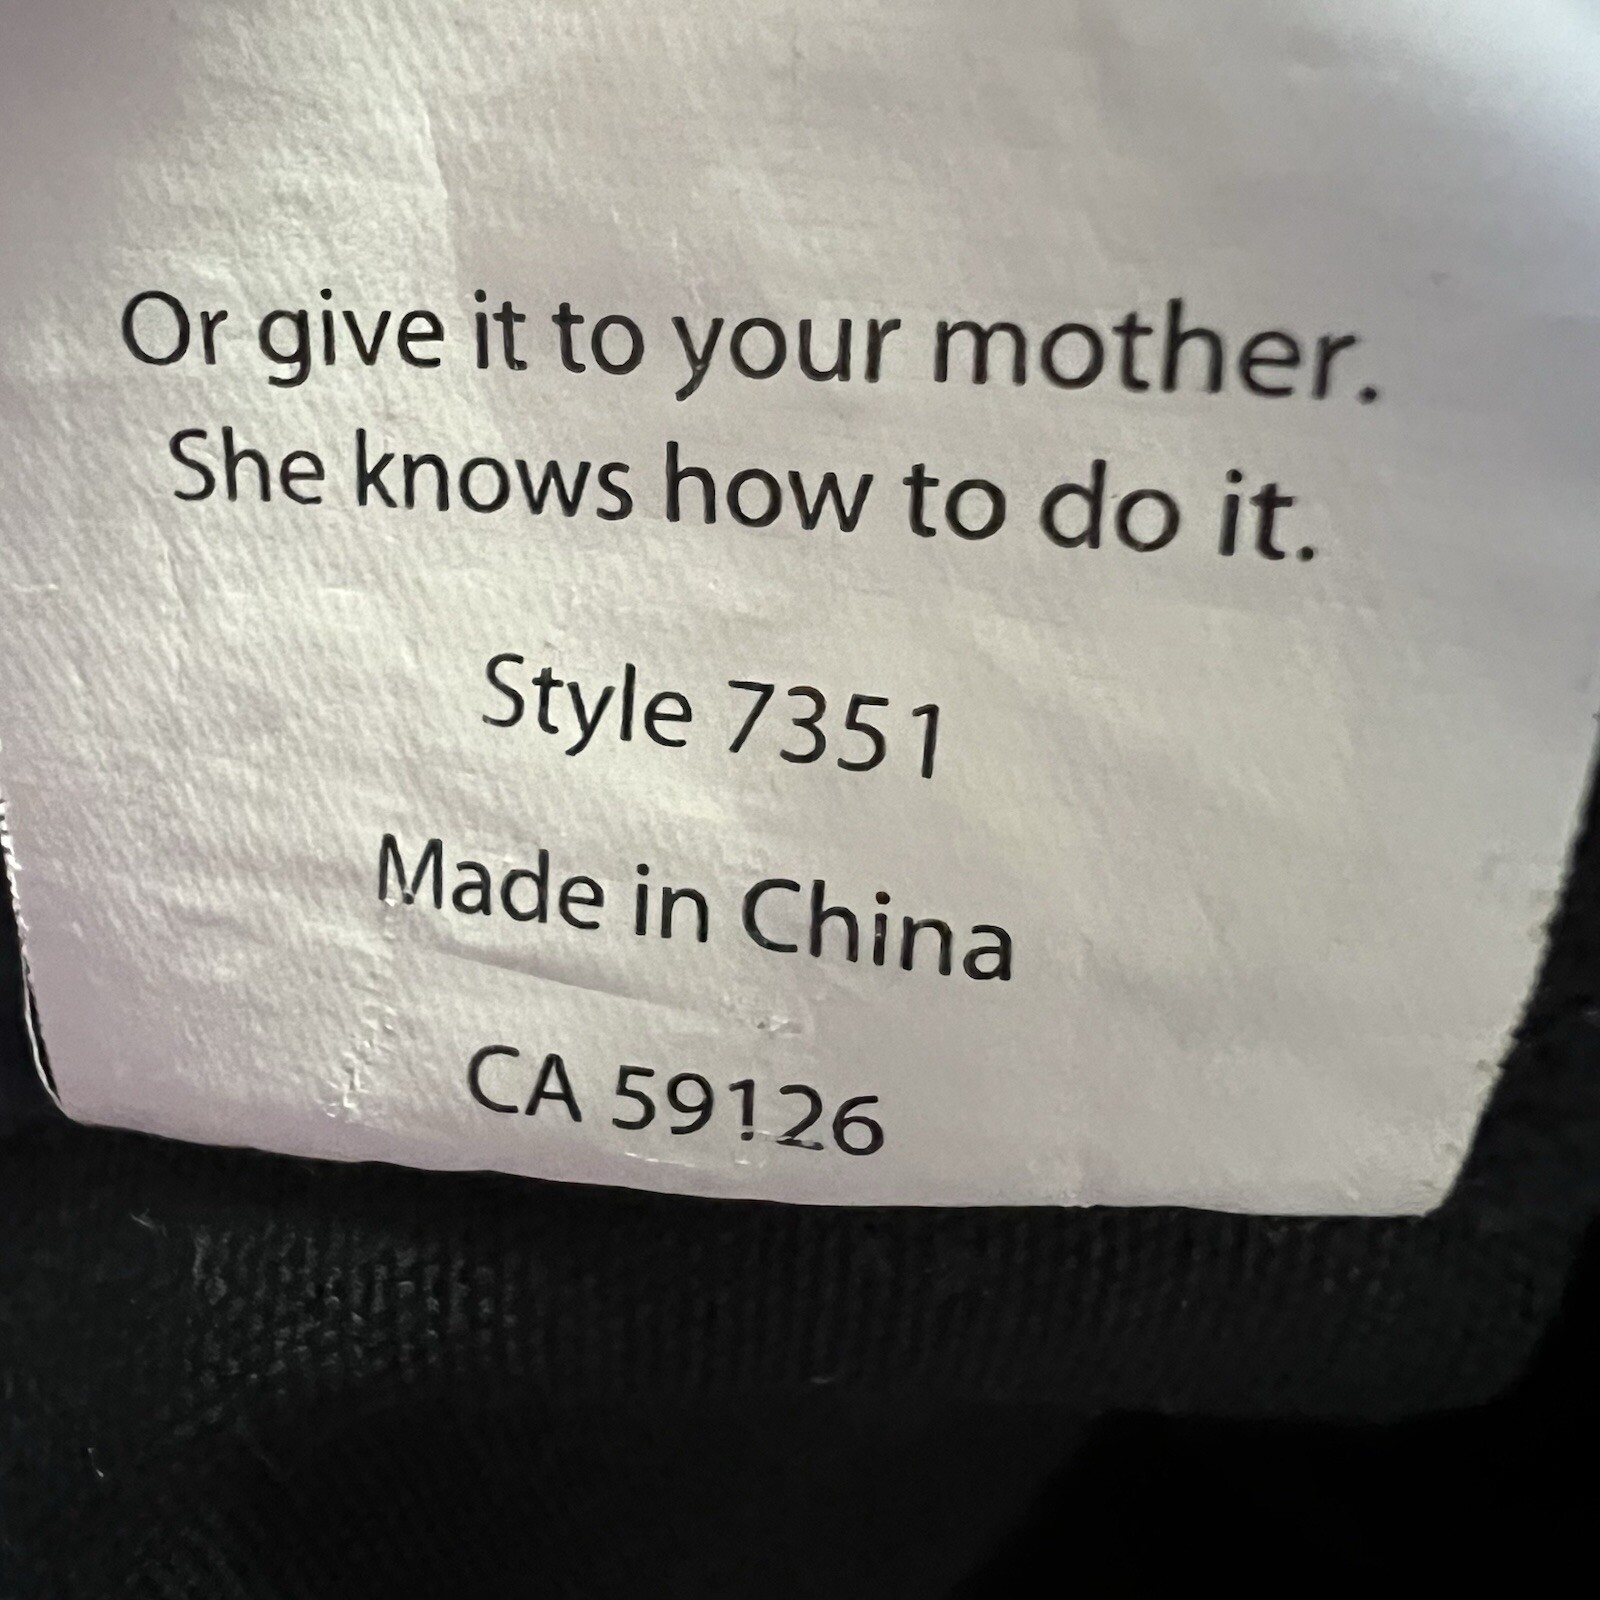 Or give it to your mother.
She knows how to do it.
Style 7351
Made in China
CA 59126